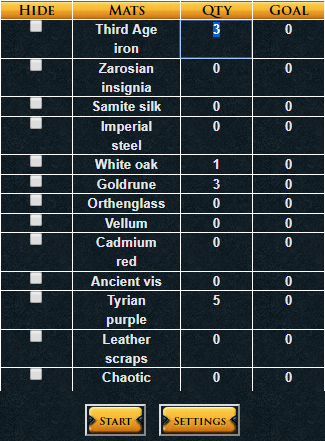 HIDE MATS QTY GOAL
Third Age 3 0
iron
Zarosian 0 0
insignia
Samite silk 0 0
Imperial 0 0
steel
White oak 1 0
Goldrune 3 0
Orthenglass 0 0
Vellum 0 0
Cadmium 0 0
red
Ancient vis 0 0
Tyrian 5 0
purple
Leather 0 0
scraps
Chaotic 0 0
START SETTINGS